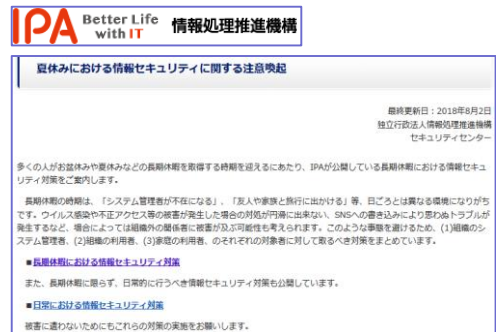 IPA Better Life
with IT 情報処理推進機構
夏休みにおける情報セキュリティに関する注意喚起
最終更新日：2018年8月2日
独立行政法人情報処理推進機構
セキュリティセンター
多くの人がお盆休みや夏休みなどの長期休暇を取得する時期を迎えるにあたり、IPAが公開している長期休暇における情報セキュ
リティ対策をご案内します。
長期休暇の時期は、「システム管理者が不在になる」、「友人や家族と旅行に出かける」等、日ごろとは異なる環境になりがち
です。ウイルス感染や不正アクセス等の被害が発生した場合の対処が円滑に出来ない、SNSへの書き込みにより思わぬトラブルが
発生するなど、場合によっては組織外の関係者に被害が及ぶ可能性も考えられます。このような事態を避けるため、(1)組織のシ
ステム管理者、(2)組織の利用者、(3)家庭の利用者、のそれぞれの対象者に対して取るべき対策をまとめています。
■長期休暇における情報セキュリティ対策
また、長期休暇に限らず、日常的に行うべき情報セキュリティ対策も公開しています。
■日常における情報セキュリティ対策
被害に遭わないためにもこれらの対策の実施をお願いします。